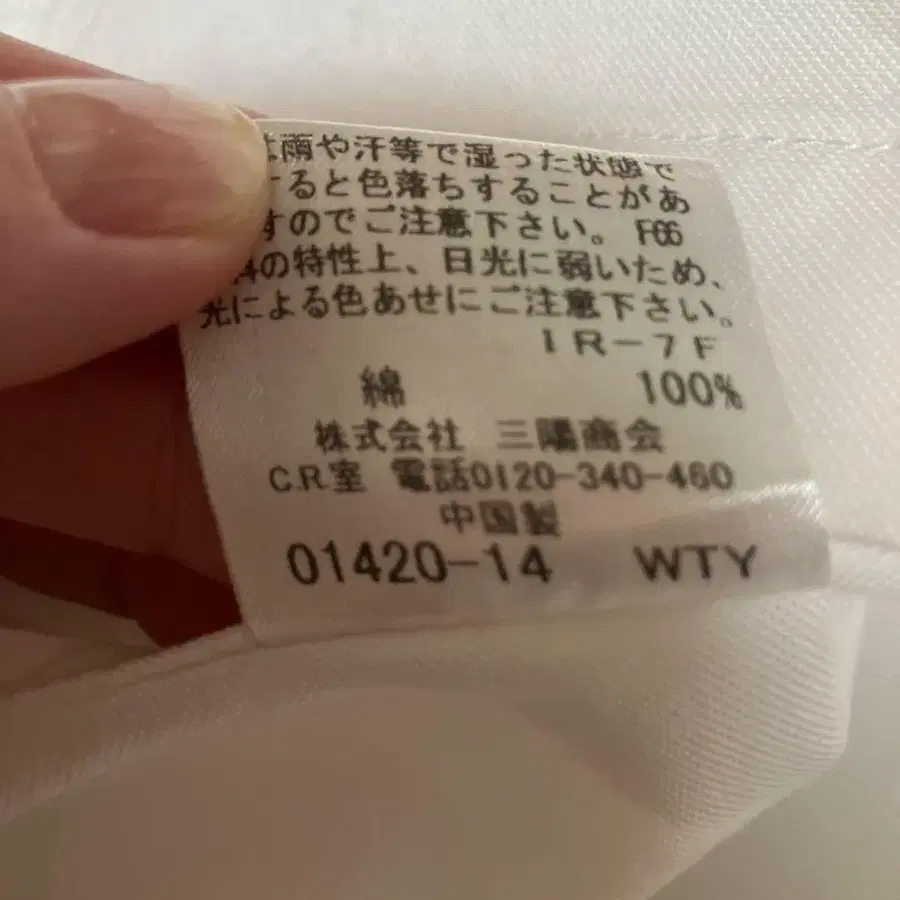 雨や汗等で湿った状態で
すると色落ちすることがあ
すのでご注意下さい。 F66
の特性上、日光に弱いため、
光による色あせにご注意下さい。
IR-7F
綿 100%
株式会社 三陽商会
C.R.室 電話0120-340-460
中国製
01420-14 WTY